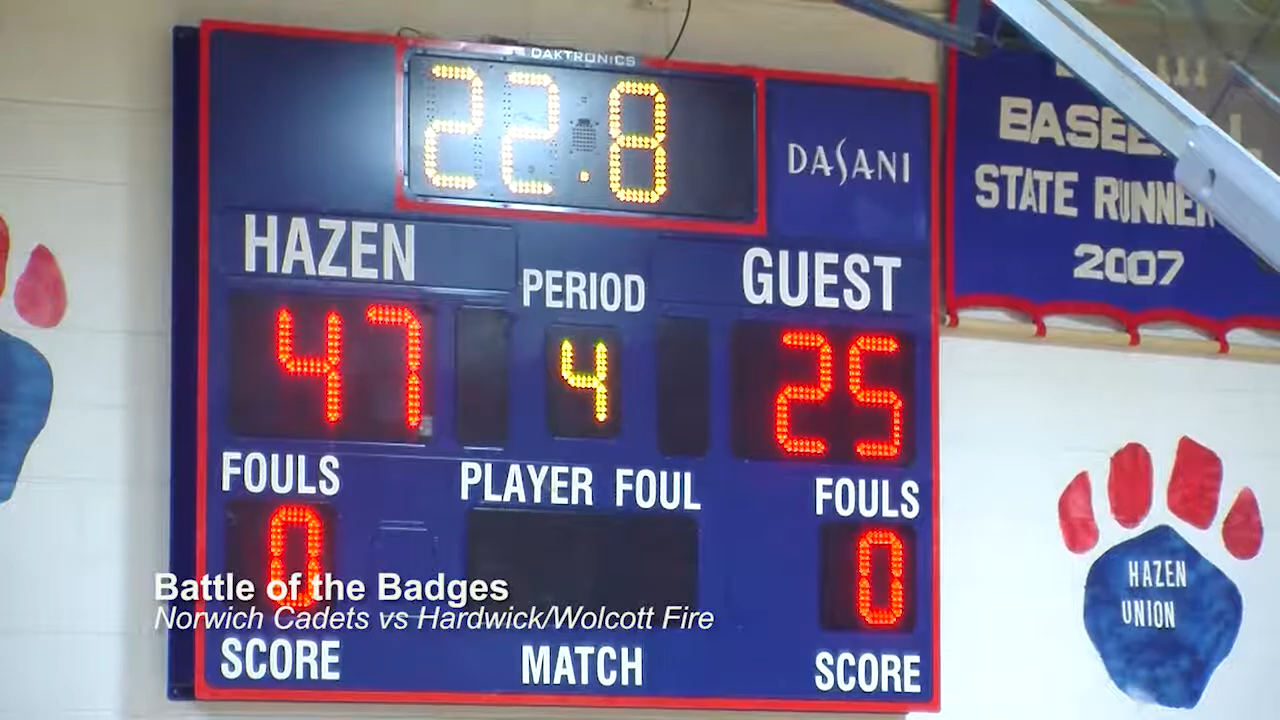 DAKTRONICS
22.8
DASANI
HAZEN
PERIOD
GUEST
47
4
25
FOULS
PLAYER FOUL
FOULS
0
0
SCORE
MATCH
SCORE
STATE
2007
HAZEN
UNION
Battle of the Badges
Norwich Cadets vs Hardwick/Wolcott Fire